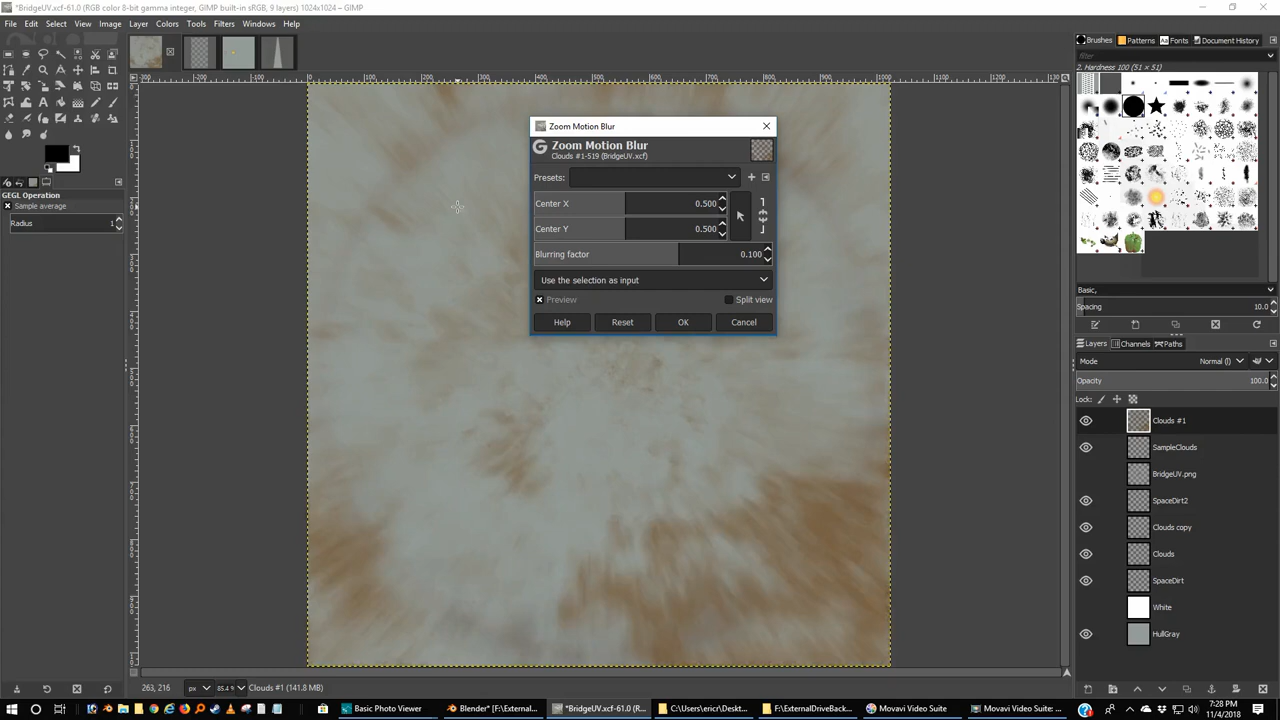 *BridgeUV.xcf-61.0 (RGB color 8-bit gamma integer, GIMP built-in sRGB, 9 layers) 1024x1024 – GIMP
File Edit Select View Image Layer Colors Tools Filters Windows Help
Brushes Patterns Fonts Document History
filter
2. Hardness 100 (51 × 51)
Zoom Motion Blur
Zoom Motion Blur
Clouds #1-519 (BridgeUV.xcf)
Presets:
Center X 0.500
Center Y 0.500
Blurring factor 0.100
Use the selection as input
Preview Split view
Help Reset OK Cancel
GEGL Operation
Sample average
Radius 1
Basic,
Spacing 10.0
Layers Channels Paths
Mode Normal (l)
Opacity 100.0
Lock:
Clouds #1
SampleClouds
BridgeUV.png
SpaceDirt2
Clouds copy
Clouds
SpaceDirt
White
HullGray
263, 216 px 85.4 Clouds #1 (141.8 MB)
Basic Photo Viewer
Blender* [F:\External...
*BridgeUV.xcf-61.0 (R...
C:\Users\ericr\Deskt...
F:\ExternalDriveBack...
Movavi Video Suite
Movavi Video Suite: ...
7:28 PM
11/4/2018